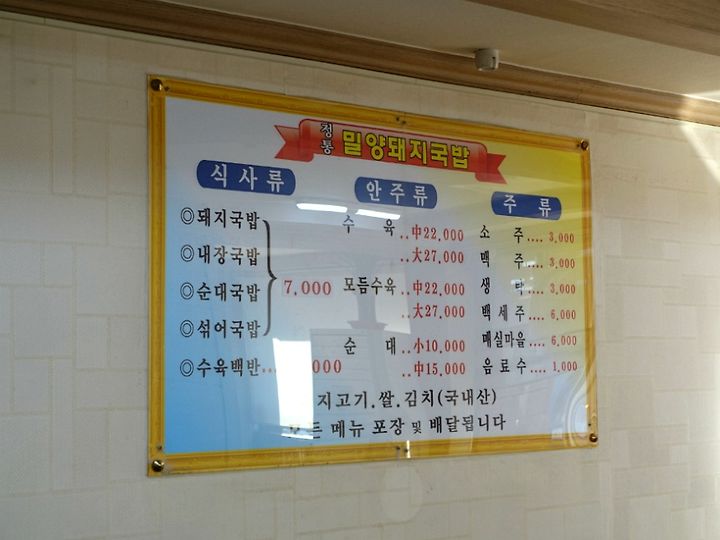 정통 밀양돼지국밥
식사류
◎돼지국밥
◎내장국밥
◎순대국밥
◎섞어국밥
7,000
◎수육백반...
안주류
수 육..中22,000
..大27,000
모듬수육..中22,000
..大27,000
순 대..小10,000
..中15,000
주 류
소 주.... 3,000
맥 주.... 3,000
생 탁.... 3,000
백세주.... 6,000
매실마을.... 6,000
음료수.... 1,000
지고기.쌀.김치(국내산)
든 메뉴 포장 및 배달됩니다